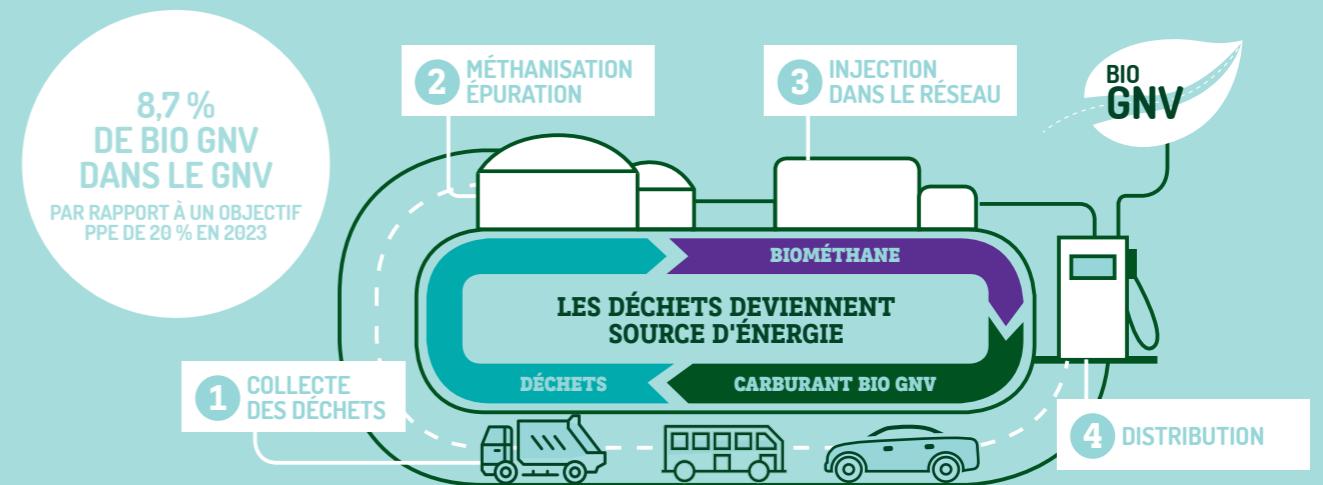 8,7 %
DE BIO GNV
DANS LE GNV
PAR RAPPORT À UN OBJECTIF
PPE DE 20 % EN 2023
2 MÉTHANISATION
ÉPURATION
3 INJECTION
DANS LE RÉSEAU
BIO
GNV
BIOMÉTHANE
LES DÉCHETS DEVIENNENT
SOURCE D'ÉNERGIE
DÉCHETS
CARBURANT BIO GNV
1 COLLECTE
DES DÉCHETS
4 DISTRIBUTION